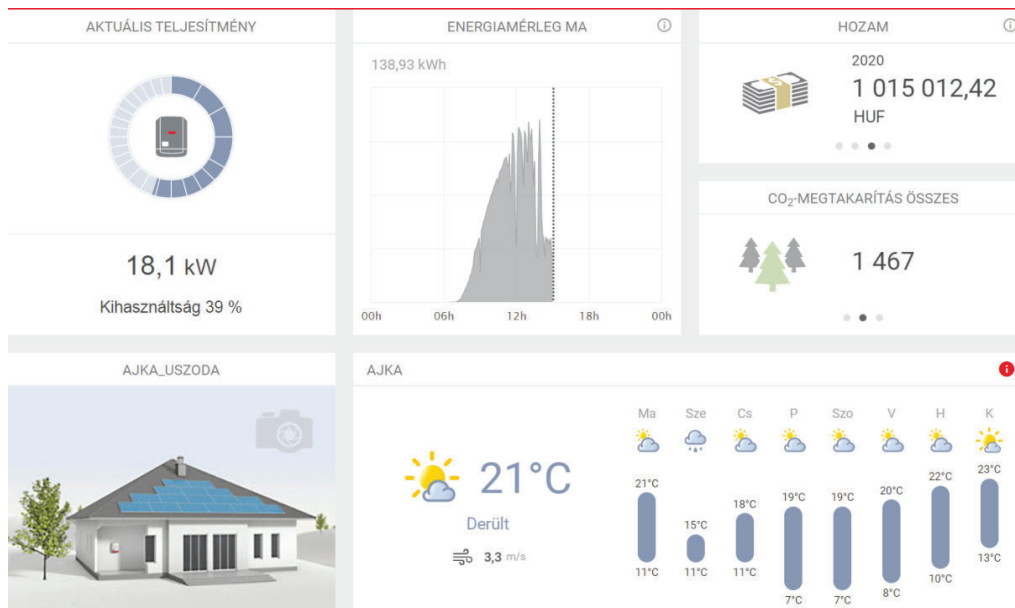 AKTUÁLIS TELJESÍTMÉNY
18,1 kW
Kihasználtság 39 %
ENERGIAMÉRLEG MA
138,93 kWh
00h 06h 12h 18h 00h
HOZAM
2020
1 015 012,42
HUF
CO₂-MEGTAKARÍTÁS ÖSSZES
1 467
AJKA_USZODA
AJKA
21°C
Derült
3,3 m/s
Ma Sze Cs P Szo V H K
21°C 15°C 18°C 19°C 19°C 20°C 22°C 23°C
11°C 11°C 11°C 7°C 7°C 8°C 10°C 13°C